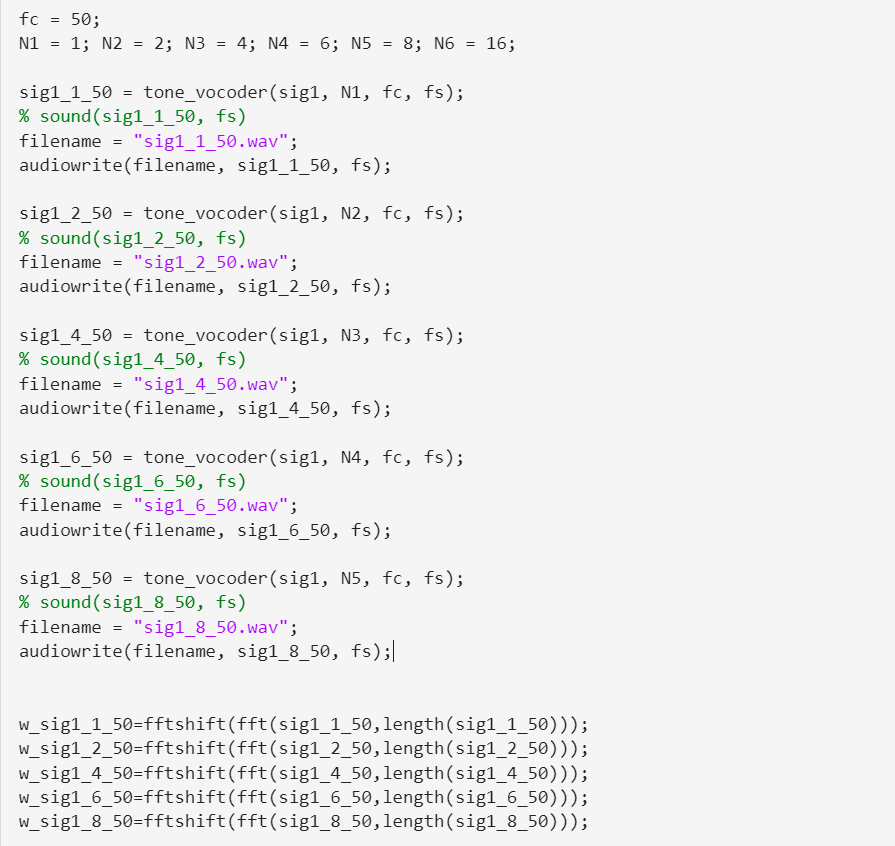 fc = 50;
N1 = 1; N2 = 2; N3 = 4; N4 = 6; N5 = 8; N6 = 16;
sig1_1_50 = tone_vocoder(sig1, N1, fc, fs);
% sound(sig1_1_50, fs)
filename = "sig1_1_50.wav";
audiowrite(filename, sig1_1_50, fs);
sig1_2_50 = tone_vocoder(sig1, N2, fc, fs);
% sound(sig1_2_50, fs)
filename = "sig1_2_50.wav";
audiowrite(filename, sig1_2_50, fs);
sig1_4_50 = tone_vocoder(sig1, N3, fc, fs);
% sound(sig1_4_50, fs)
filename = "sig1_4_50.wav";
audiowrite(filename, sig1_4_50, fs);
sig1_6_50 = tone_vocoder(sig1, N4, fc, fs);
% sound(sig1_6_50, fs)
filename = "sig1_6_50.wav";
audiowrite(filename, sig1_6_50, fs);
sig1_8_50 = tone_vocoder(sig1, N5, fc, fs);
% sound(sig1_8_50, fs)
filename = "sig1_8_50.wav";
audiowrite(filename, sig1_8_50, fs);
w_sig1_1_50=fftshift(fft(sig1_1_50,length(sig1_1_50)));
w_sig1_2_50=fftshift(fft(sig1_2_50,length(sig1_2_50)));
w_sig1_4_50=fftshift(fft(sig1_4_50,length(sig1_4_50)));
w_sig1_6_50=fftshift(fft(sig1_6_50,length(sig1_6_50)));
w_sig1_8_50=fftshift(fft(sig1_8_50,length(sig1_8_50)));